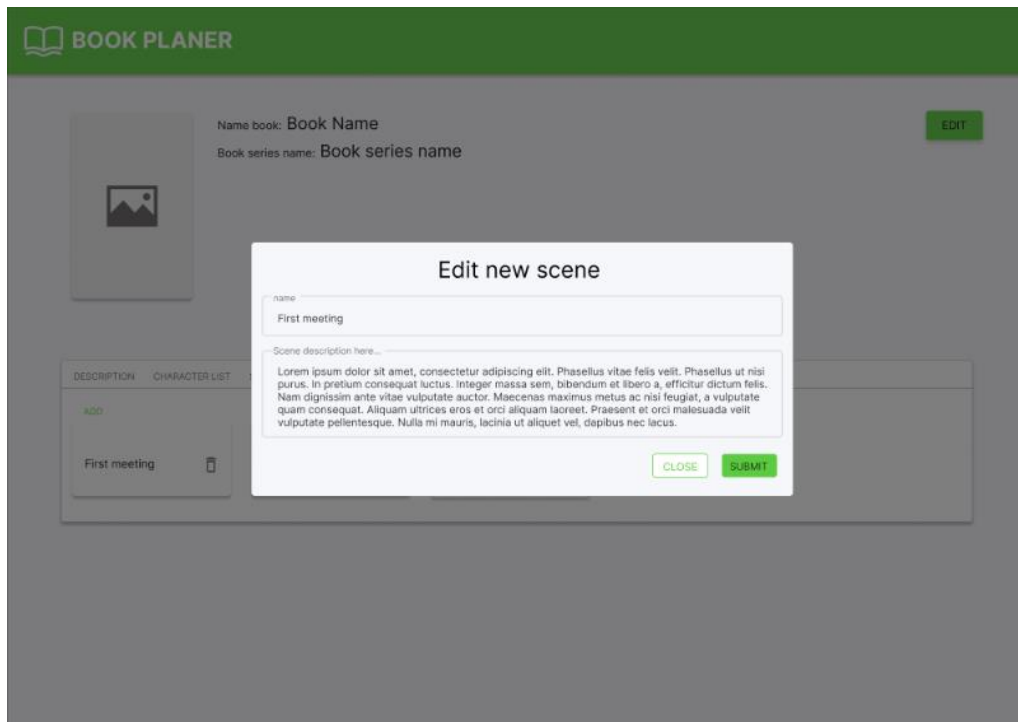 BOOK PLANER
Name book: Book Name
EDIT
Book series name: Book series name
Edit new scene
name
First meeting
Scene description here...
Lorem ipsum dolor sit amet, consectetur adipiscing elit. Phasellus vitae felis velit. Phasellus ut nisi
purus. In pretium consequat luctus. Integer massa sem, bibendum et libero a, efficitur dictum felis.
Nam dignissim ante vitae vulputate auctor. Maecenas maximus metus ac nisi feugiat, a vulputate
quam consequat. Aliquam ultrices eros et orci aliquam laoreet. Praesent et orci malesuada velit
vulputate pellentesque. Nulla mi mauris, lacinia ut aliquet vel, dapibus nec lacus.
CLOSE
SUBMIT
DESCRIPTION
CHARACTER LIST
ADD
First meeting